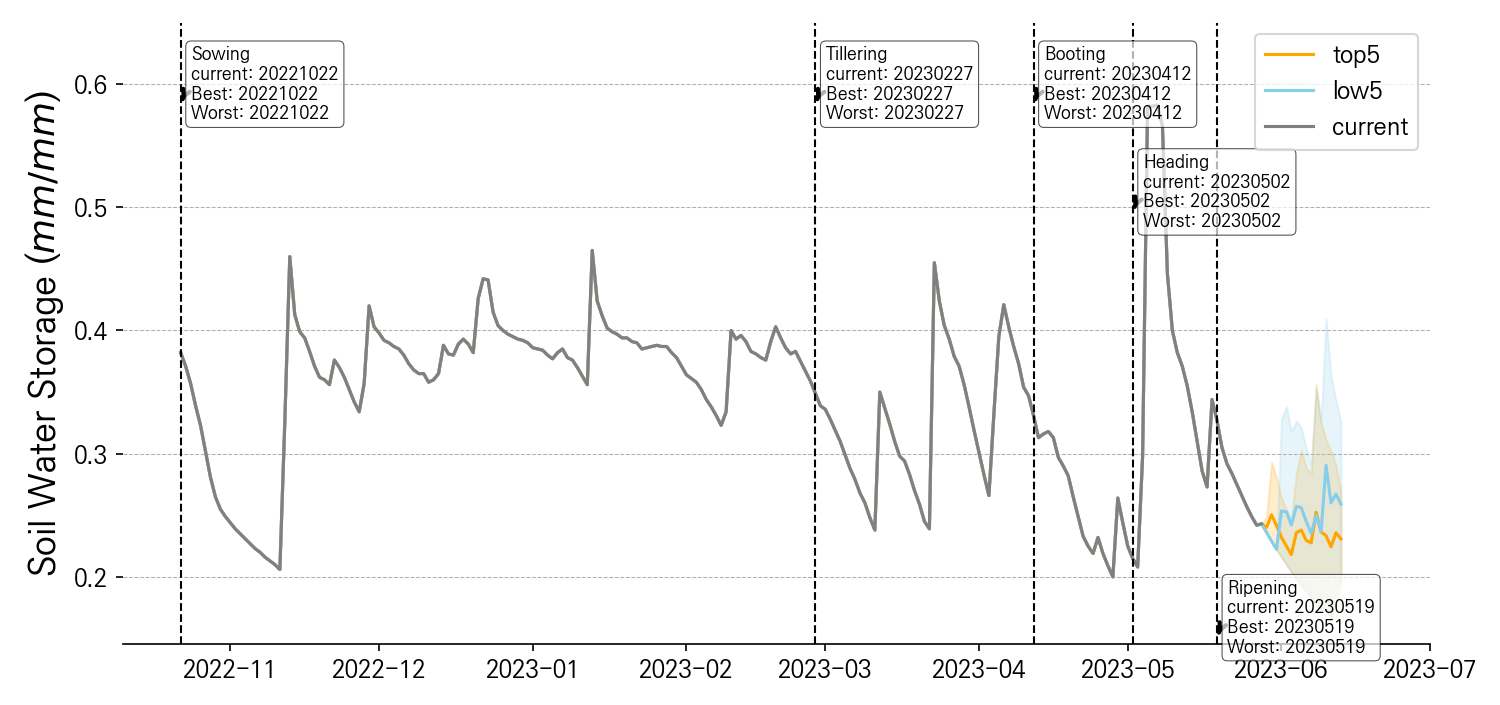 Sowing
current: 20221022
Best: 20221022
Worst: 20221022
Tillering
current: 20230227
Best: 20230227
Worst: 20230227
Booting
current: 20230412
Best: 20230412
Worst: 20230412
top5
low5
current
Heading
current: 20230502
Best: 20230502
Worst: 20230502
Ripening
current: 20230519
Best: 20230519
Worst: 20230519
Soil Water Storage (mm/mm)
0.6
0.5
0.4
0.3
0.2
2022-11
2022-12
2023-01
2023-02
2023-03
2023-04
2023-05
2023-06
2023-07